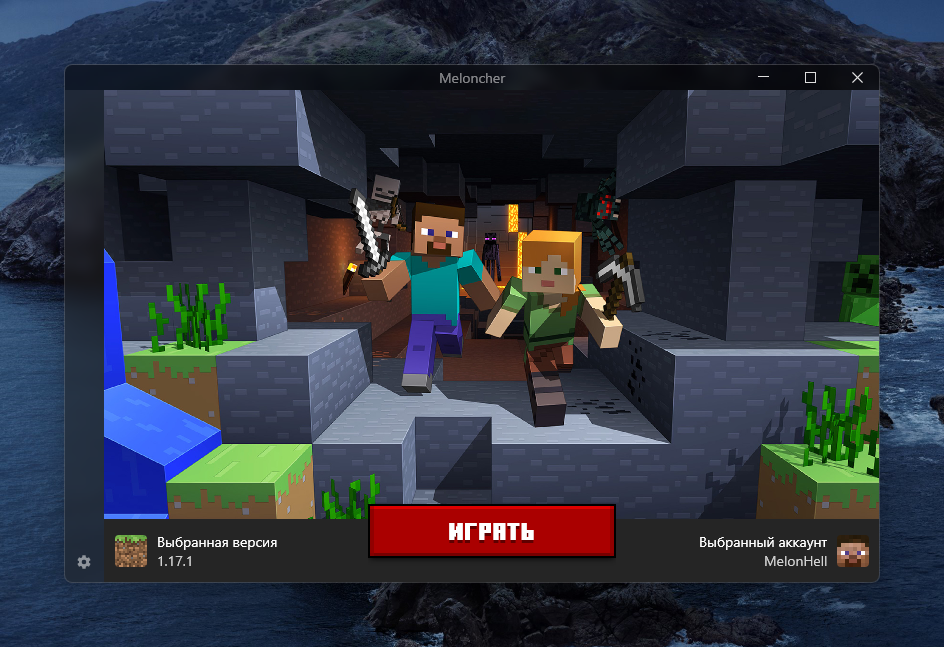 Meloncher
ИГРАТЬ
Выбранная версия
1.17.1
Выбранный аккаунт
MelonHell